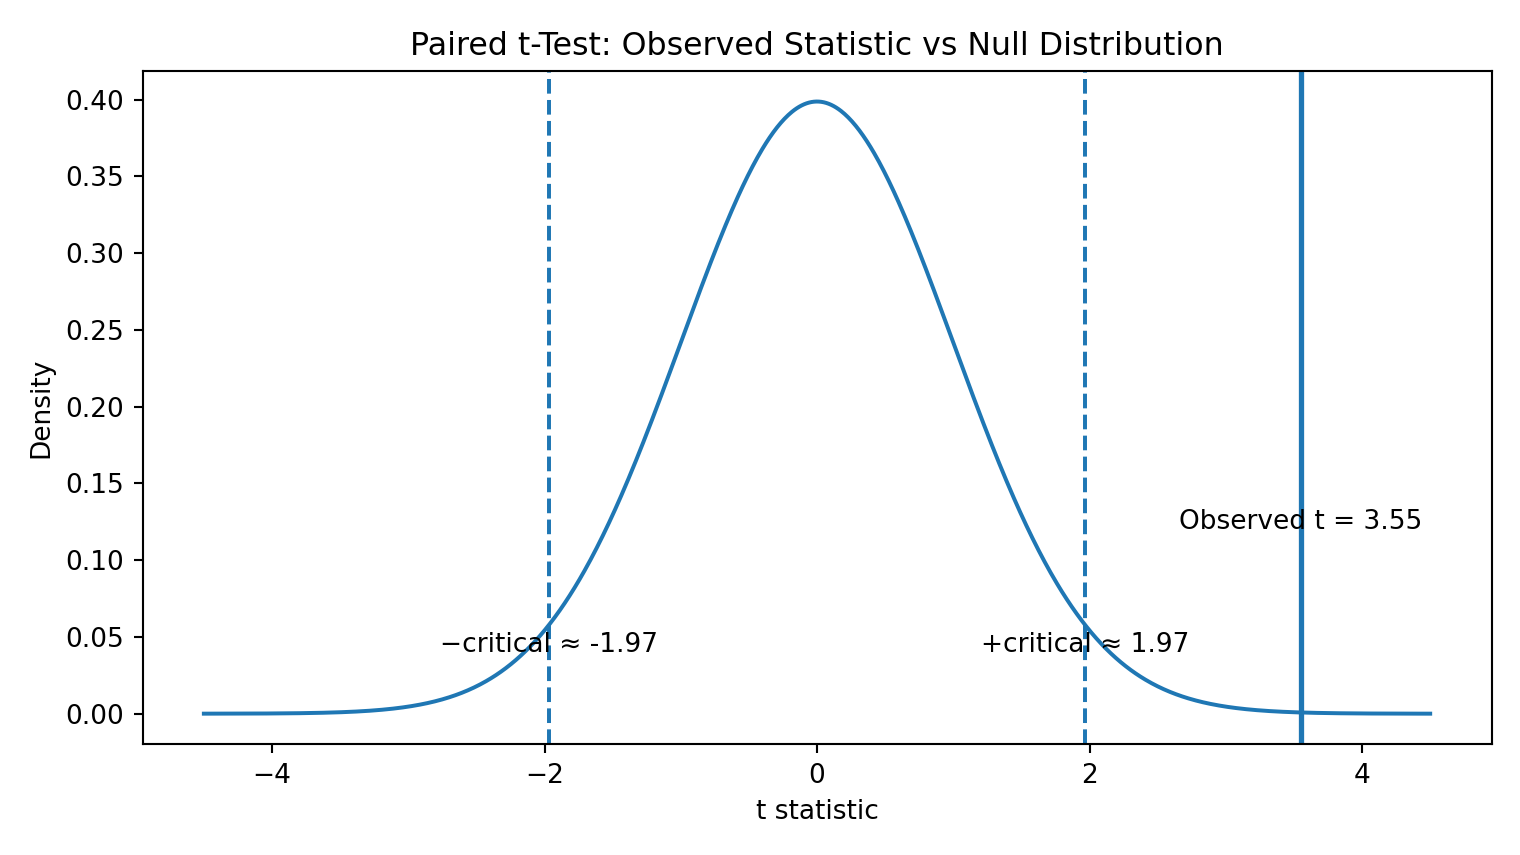 Paired t-Test: Observed Statistic vs Null Distribution
0.40
0.35
0.30
0.25
0.20
0.15
0.10
0.05
0.00
Density
Observed t = 3.55
−critical ≈ -1.97
+critical ≈ 1.97
−4
−2
0
2
4
t statistic